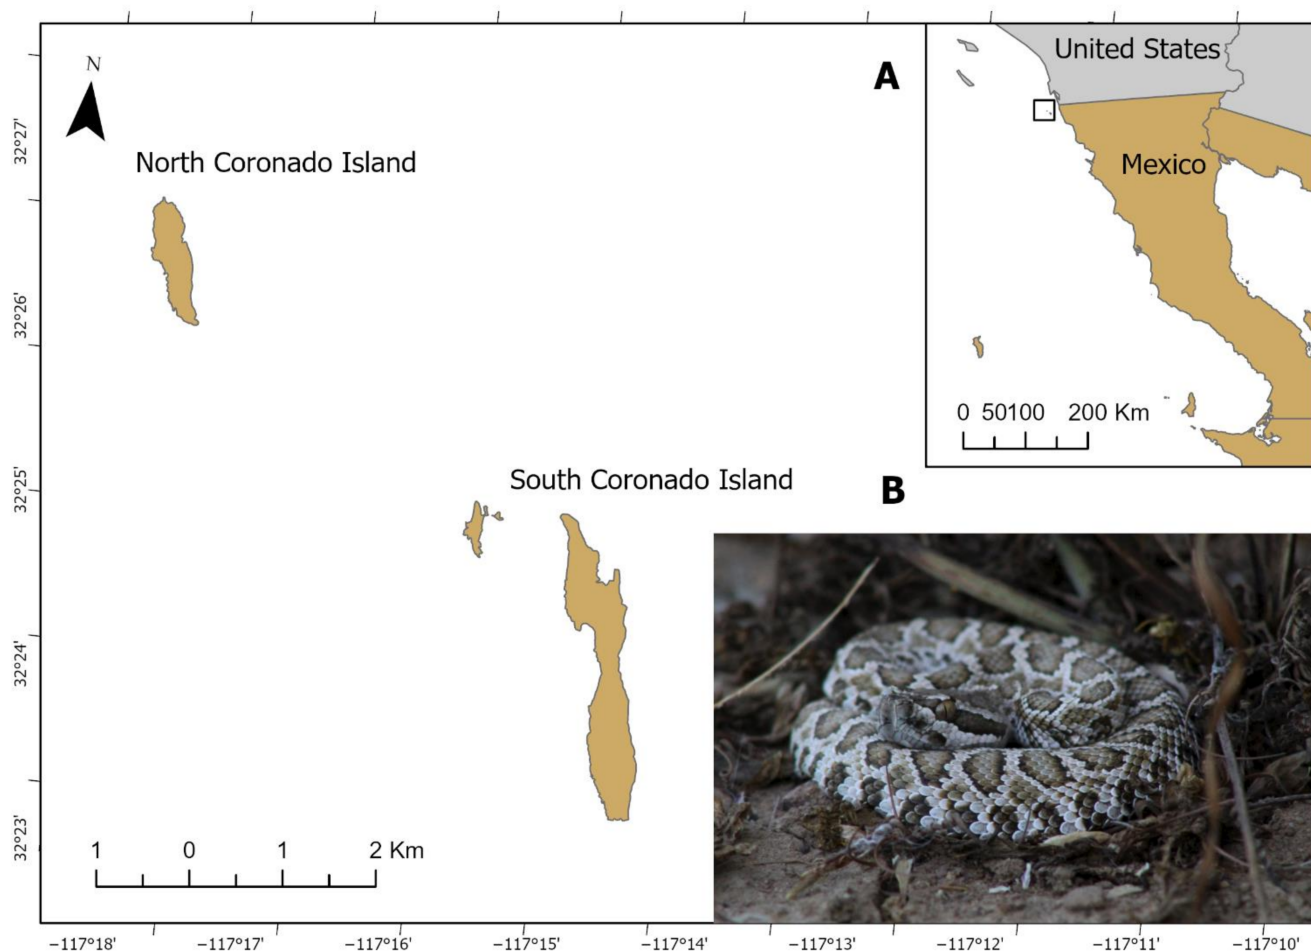 N
A
United States
North Coronado Island
Mexico
0 50100 200 Km
South Coronado Island
B
1 0 1 2 Km
32°27'
32°26'
32°25'
32°24'
32°23'
−117°18' −117°17' −117°16' −117°15' −117°14' −117°13' −117°12' −117°11' −117°10'